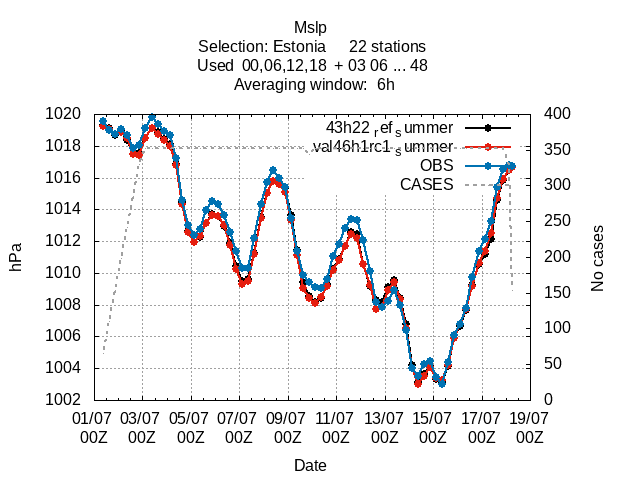 Mslp
Selection: Estonia 22 stations
Used 00,06,12,18 + 03 06 ... 48
Averaging window: 6h
43h22 ref summer
val46h1rc1 summer
OBS
CASES
hPa
1020
1018
1016
1014
1012
1010
1008
1006
1004
1002
No cases
400
350
300
250
200
150
100
50
0
01/07 03/07 05/07 07/07 09/07 11/07 13/07 15/07 17/07 19/07
00Z 00Z 00Z 00Z 00Z 00Z 00Z 00Z 00Z 00Z
Date